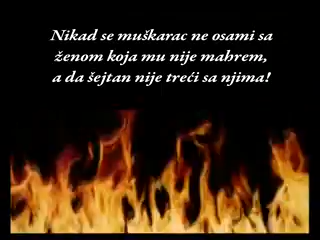 Nikad se muškarac ne osami sa
ženom koja mu nije mahrem,
a da šejtan nije treći sa njima!